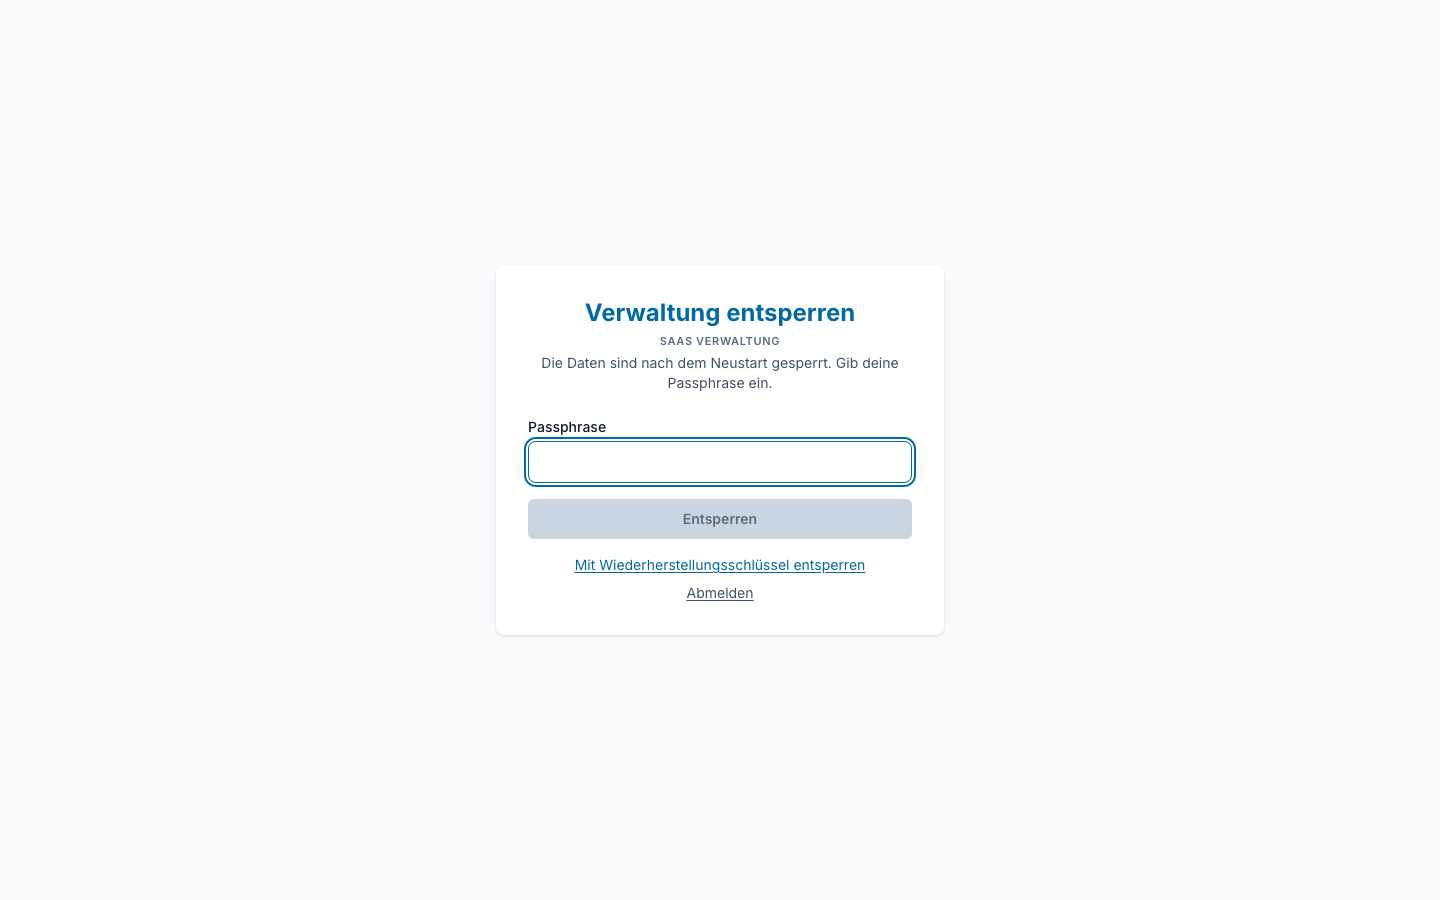 Verwaltung entsperren
SAAS VERWALTUNG
Die Daten sind nach dem Neustart gesperrt. Gib deine
Passphrase ein.
Passphrase
Entsperren
Mit Wiederherstellungsschlüssel entsperren
Abmelden